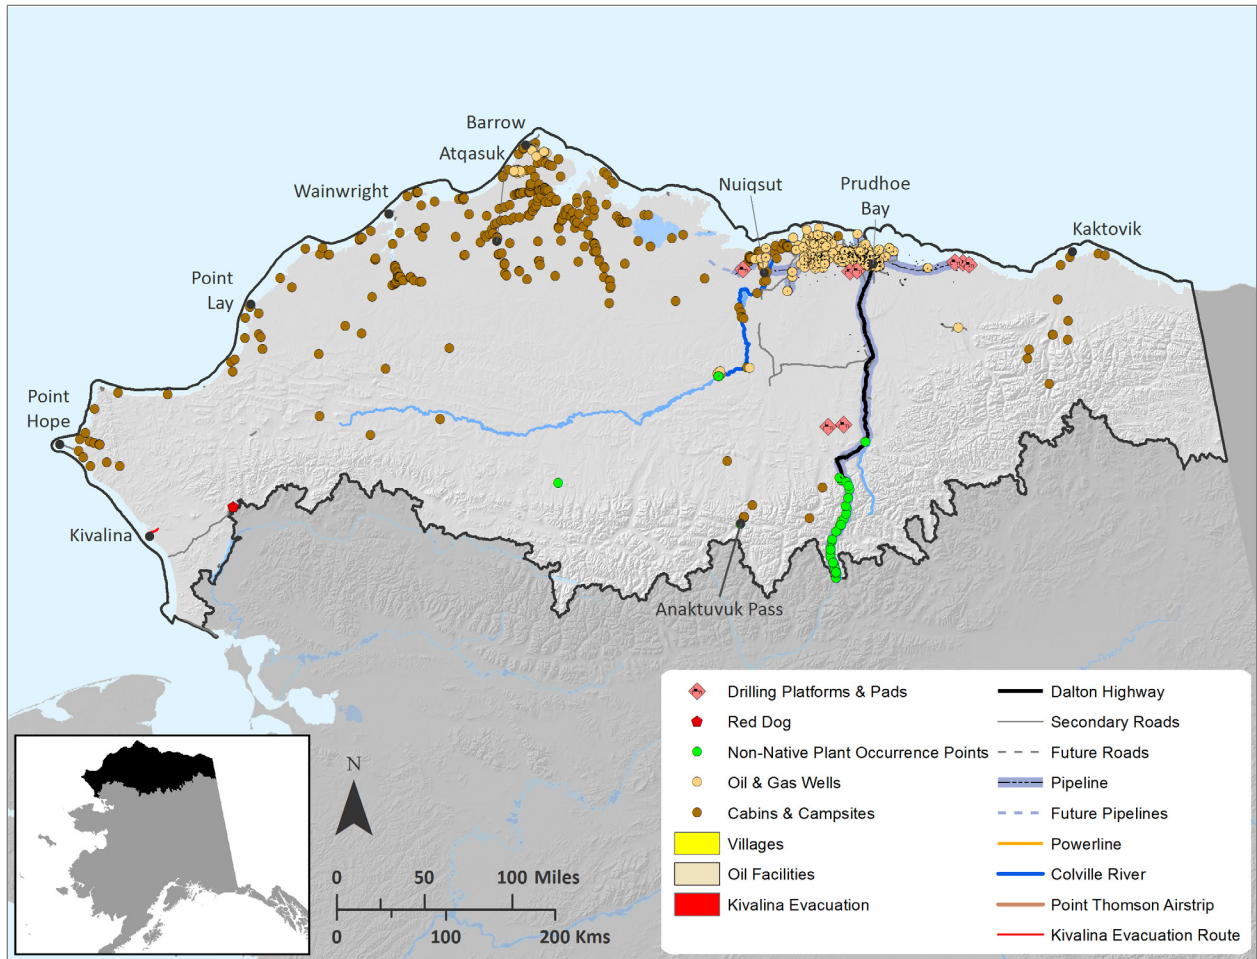 Barrow
Atqasuk
Wainwright
Nuiqsut
Prudhoe
Bay
Kaktovik
Point
Lay
Point
Hope
Kivalina
Anaktuvuk Pass
N
0 50 100 Miles
0 100 200 Kms
Drilling Platforms & Pads
Red Dog
Non-Native Plant Occurrence Points
Oil & Gas Wells
Cabins & Campsites
Villages
Oil Facilities
Kivalina Evacuation
Dalton Highway
Secondary Roads
Future Roads
Pipeline
Future Pipelines
Powerline
Colville River
Point Thomson Airstrip
Kivalina Evacuation Route